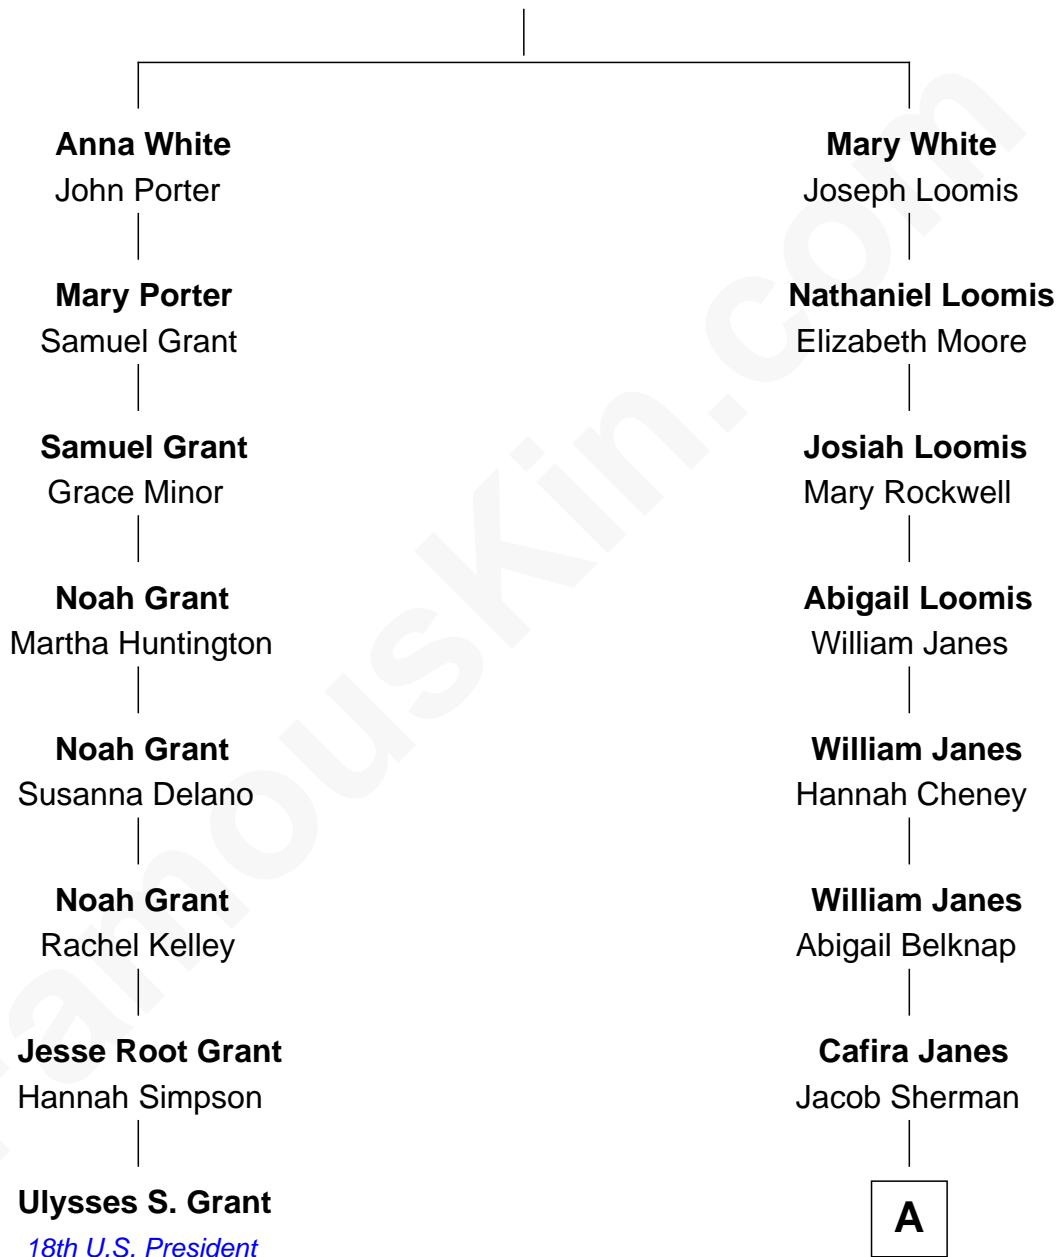 Anna White
John Porter
Mary Porter
Samuel Grant
Samuel Grant
Grace Minor
Noah Grant
Martha Huntington
Noah Grant
Susanna Delano
Noah Grant
Rachel Kelley
Jesse Root Grant
Hannah Simpson
Ulysses S. Grant
18th U.S. President
Mary White
Joseph Loomis
Nathaniel Loomis
Elizabeth Moore
Josiah Loomis
Mary Rockwell
Abigail Loomis
William Janes
William Janes
Hannah Cheney
William Janes
Abigail Belknap
Cafira Janes
Jacob Sherman
A
FamousKin.com